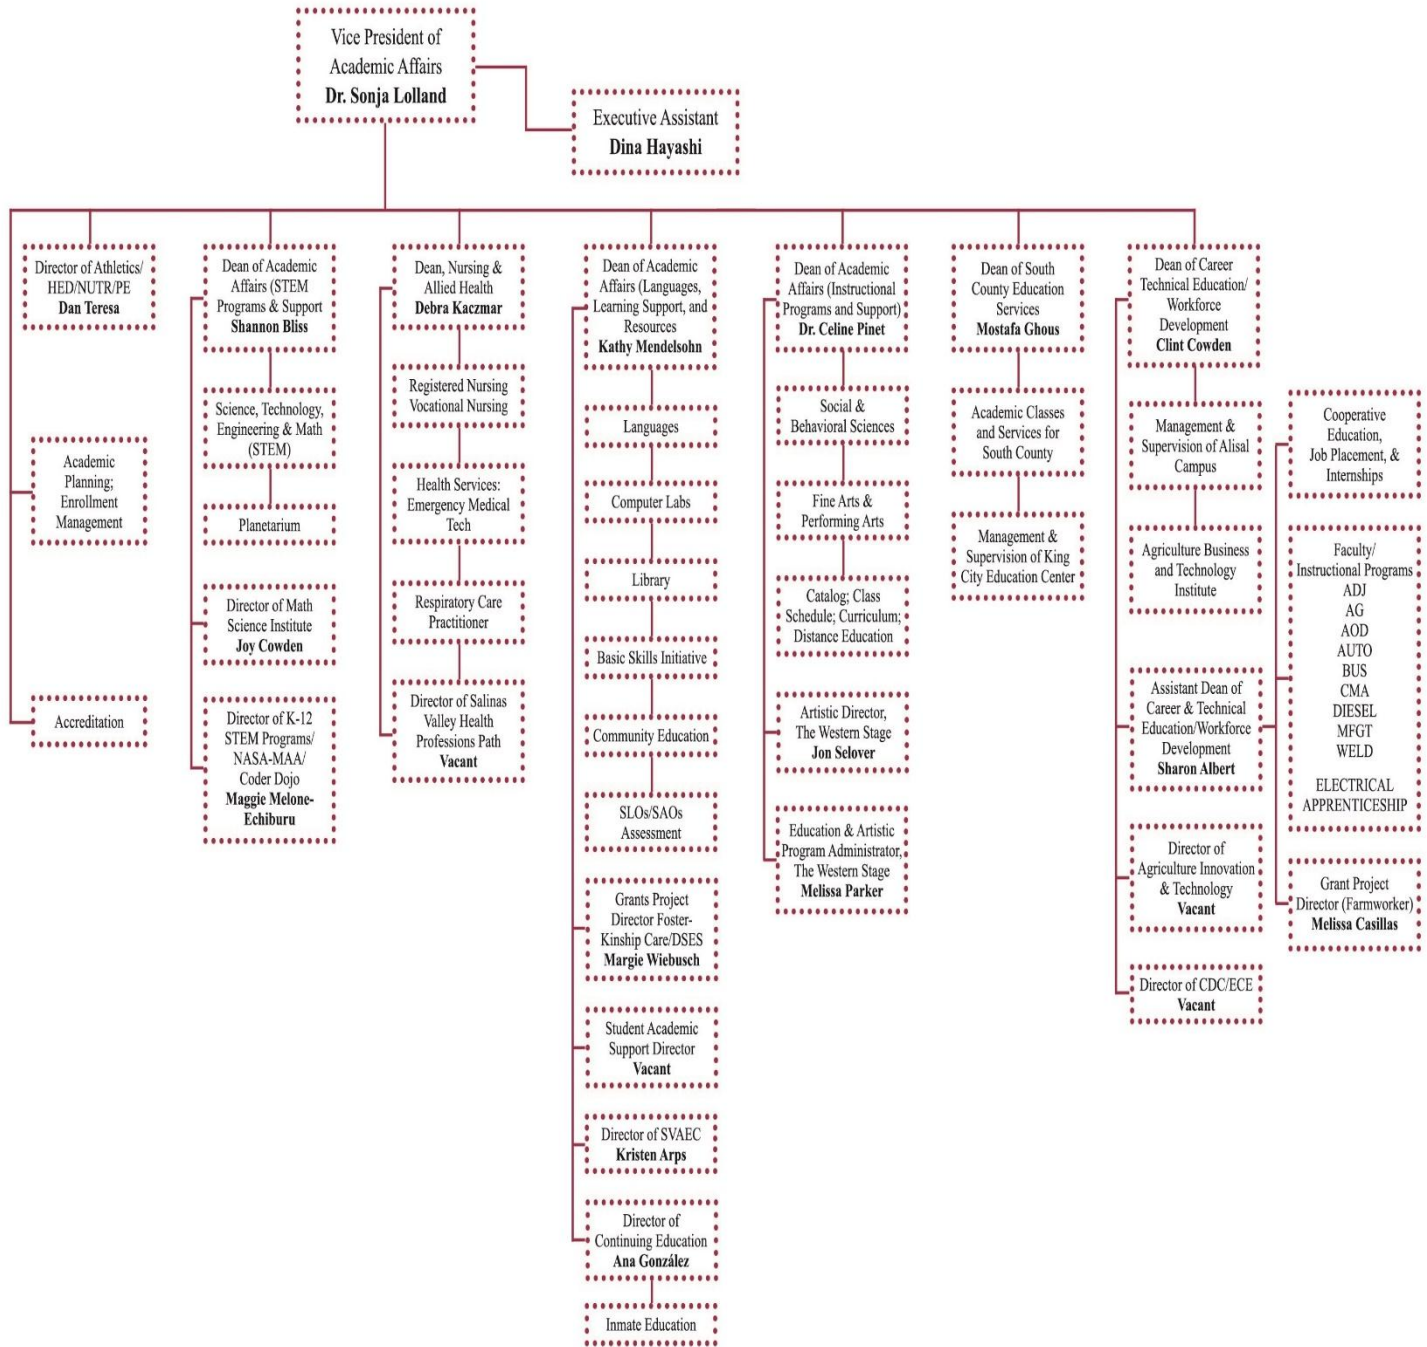 Vice President of
Academic Affairs
Dr. Sonja Lolland
Executive Assistant
Dina Hayashi
Director of Athletics/
HED/NUTR/PE
Dan Teresa
Academic
Planning;
Enrollment
Management
Accreditation
Dean of Academic
Affairs (STEM
Programs & Support
Shannon Bliss
Science, Technology,
Engineering & Math
(STEM)
Planetarium
Director of Math
Science Institute
Joy Cowden
Director of K-12
STEM Programs/
NASA-MAA/
Coder Dojo
Maggie Melone-
Echiburu
Dean, Nursing &
Allied Health
Debra Kaczmar
Registered Nursing
Vocational Nursing
Health Services:
Emergency Medical
Tech
Respiratory Care
Practitioner
Director of Salinas
Valley Health
Professions Path
Vacant
Dean of Academic
Affairs (Languages,
Learning Support, and
Resources
Kathy Mendelsohn
Languages
Computer Labs
Library
Basic Skills Initiative
Community Education
SLOs/SAOs
Assessment
Grants Project
Director Foster-
Kinship Care/DSES
Margie Wiebusch
Student Academic
Support Director
Vacant
Director of SVAEC
Kristen Arps
Director of
Continuing Education
Ana González
Inmate Education
Dean of Academic
Affairs (Instructional
Programs and Support)
Dr. Celine Pinet
Social &
Behavioral Sciences
Fine Arts &
Performing Arts
Catalog; Class
Schedule; Curriculum;
Distance Education
Artistic Director,
The Western Stage
Jon Selover
Education & Artistic
Program Administrator,
The Western Stage
Melissa Parker
Dean of South
County Education
Services
Mostafa Ghous
Academic Classes
and Services for
South County
Management &
Supervision of King
City Education Center
Dean of Career
Technical Education/
Workforce
Development
Clint Cowden
Management &
Supervision of Alisal
Campus
Agriculture Business
and Technology
Institute
Assistant Dean of
Career & Technical
Education/Workforce
Development
Sharon Albert
Director of
Agriculture Innovation
& Technology
Vacant
Director of CDC/ECE
Vacant
Cooperative
Education,
Job Placement, &
Internships
Faculty/
Instructional Programs
ADJ
AG
AOD
AUTO
BUS
CMA
DIESEL
MFGT
WELD
ELECTRICAL
APPRENTICESHIP
Grant Project
Director (Farmworker)
Melissa Casillas